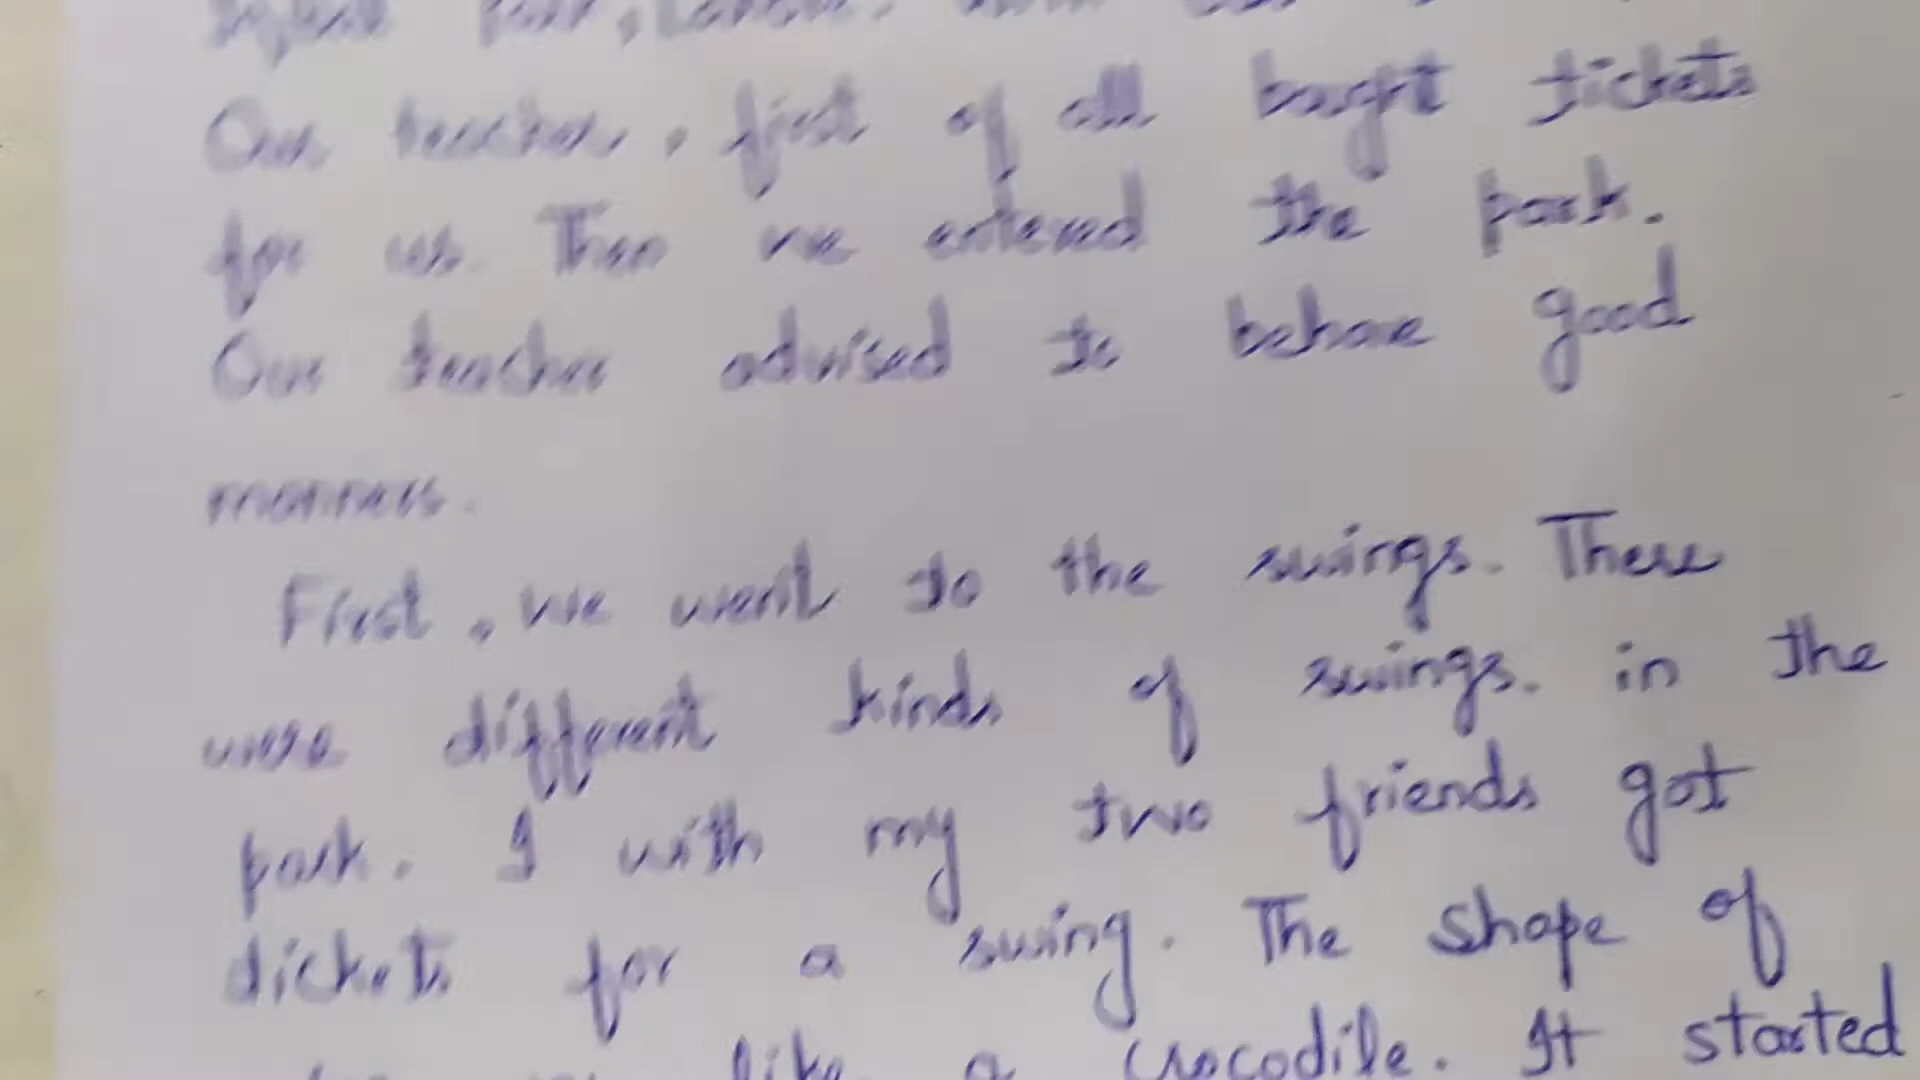 Our teacher, first of all bought tickets
for us. Then we entered the park.
Our teacher advised to behave good
manners.
First, we went to the swings. There
were different kinds of swings. in the
park. I with my two friends got
tickets for a swing. The shape of
like a crocodile. It started